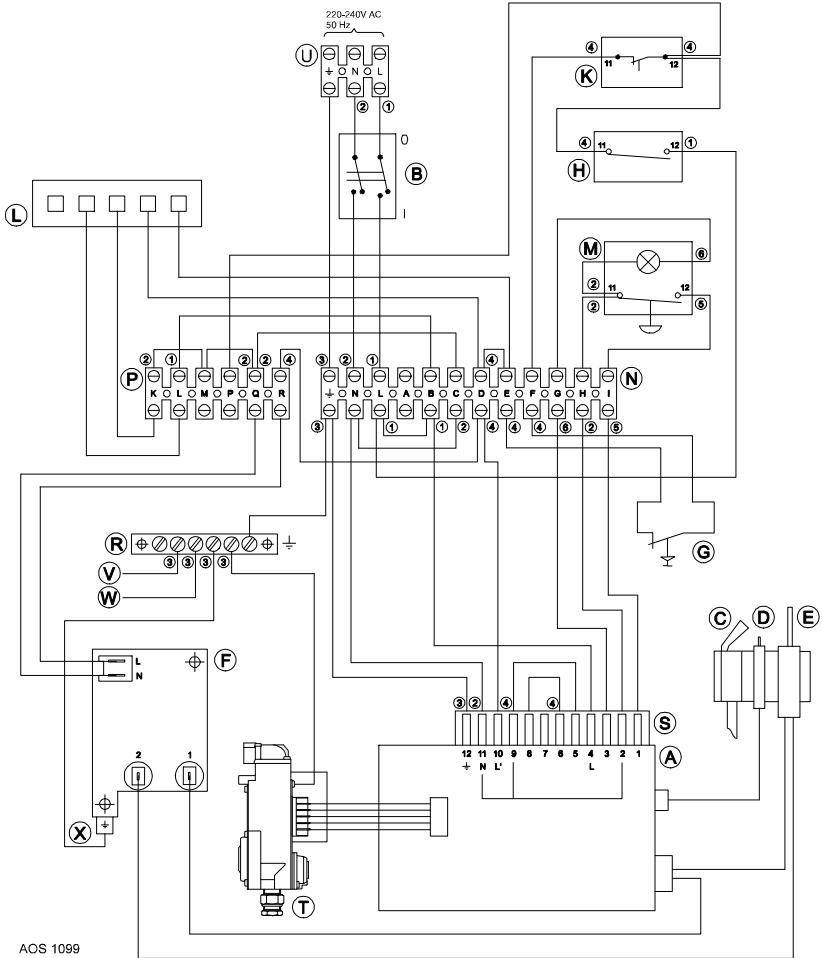 220-240V AC
50 Hz
U
N L
2 1
0
B
I
4 4
11 12
K
4 11 12 1
H
L
M
6
2 11 12
2 5
2 1 2 2 4 3 2 1 4
P K L M P Q R
N L A B C D E F G H I N
3 1 1 2 4 4 4 6 2 5
G
R
3 3 3 3
V
W
L
N
F
2 1
X
C D E
3 2 4 4 S
12 11 10 9 8 7 6 5 4 3 2 1 A
N L' L
T
AOS 1099